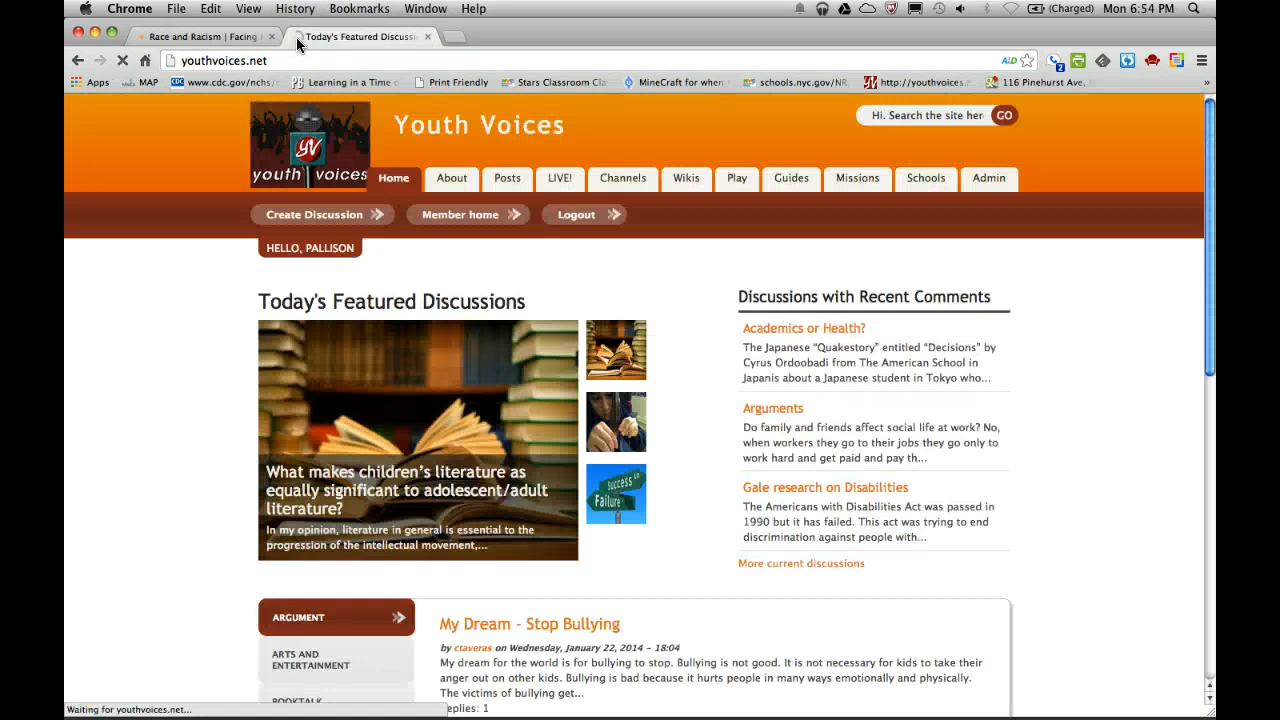 Chrome File Edit View History Bookmarks Window Help (Charged) Mon 6:54 PM
Race and Racism | Facing
Today's Featured Discussi
youthvoices.net
Apps MAP www.cdc.gov/nchs/ Learning in a Time o Print Friendly Stars Classroom Cla MineCraft for when schools.nyc.gov/NR http://youthvoices. 116 Pinehurst Ave, »
youth voices
Youth Voices
Hi. Search the site here GO
Home About Posts LIVE! Channels Wikis Play Guides Missions Schools Admin
Create Discussion Member home Logout
HELLO, PALLISON
Today's Featured Discussions
What makes children's literature as
equally significant to adolescent/adult
literature?
In my opinion, literature in general is essential to the
progression of the intellectual movement,...
Success
Failure
Discussions with Recent Comments
Academics or Health?
The Japanese “Quakestory” entitled “Decisions” by
Cyrus Ordoobadi from The American School in
Japanis about a Japanese student in Tokyo who...
Arguments
Do family and friends affect social life at work? No,
when workers they go to their jobs they go only to
work hard and get paid and pay th...
Gale research on Disabilities
The Americans with Disabilities Act was passed in
1990 but it has failed. This act was trying to end
discrimination against people with...
More current discussions
ARGUMENT
ARTS AND
ENTERTAINMENT
BOOKTALK
My Dream - Stop Bullying
by ctaveras on Wednesday, January 22, 2014 - 18:04
My dream for the world is for bullying to stop. Bullying is not good. It is not necessary for kids to take their
anger out on other kids. Bullying is bad because it hurts people in many ways emotionally and physically.
The victims of bullying get...
eplies: 1
Waiting for youthvoices.net...